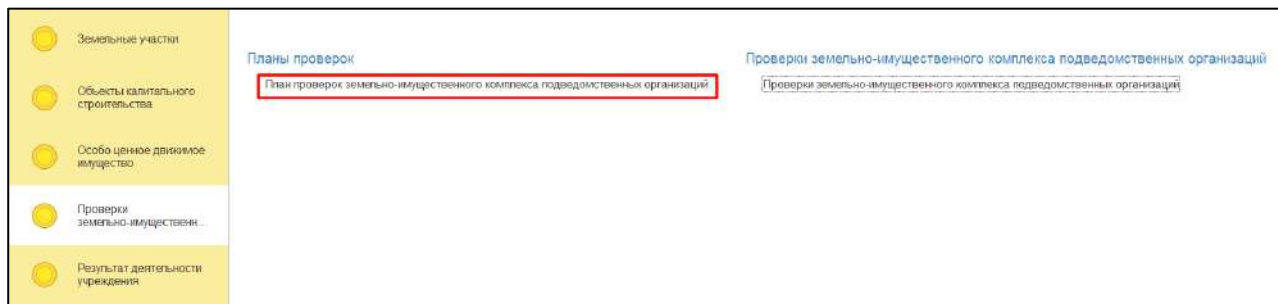 Земельные участки
Объекты капитального
строительства
Особо ценное движимое
имущество
Проверки
земельно-имущественн...
Результат деятельности
учреждения
Планы проверок
План проверок земельно-имущественного комплекса подведомственных организаций
Проверки земельно-имущественного комплекса подведомственных организаций
Проверки земельно-имущественного комплекса подведомственных организаций